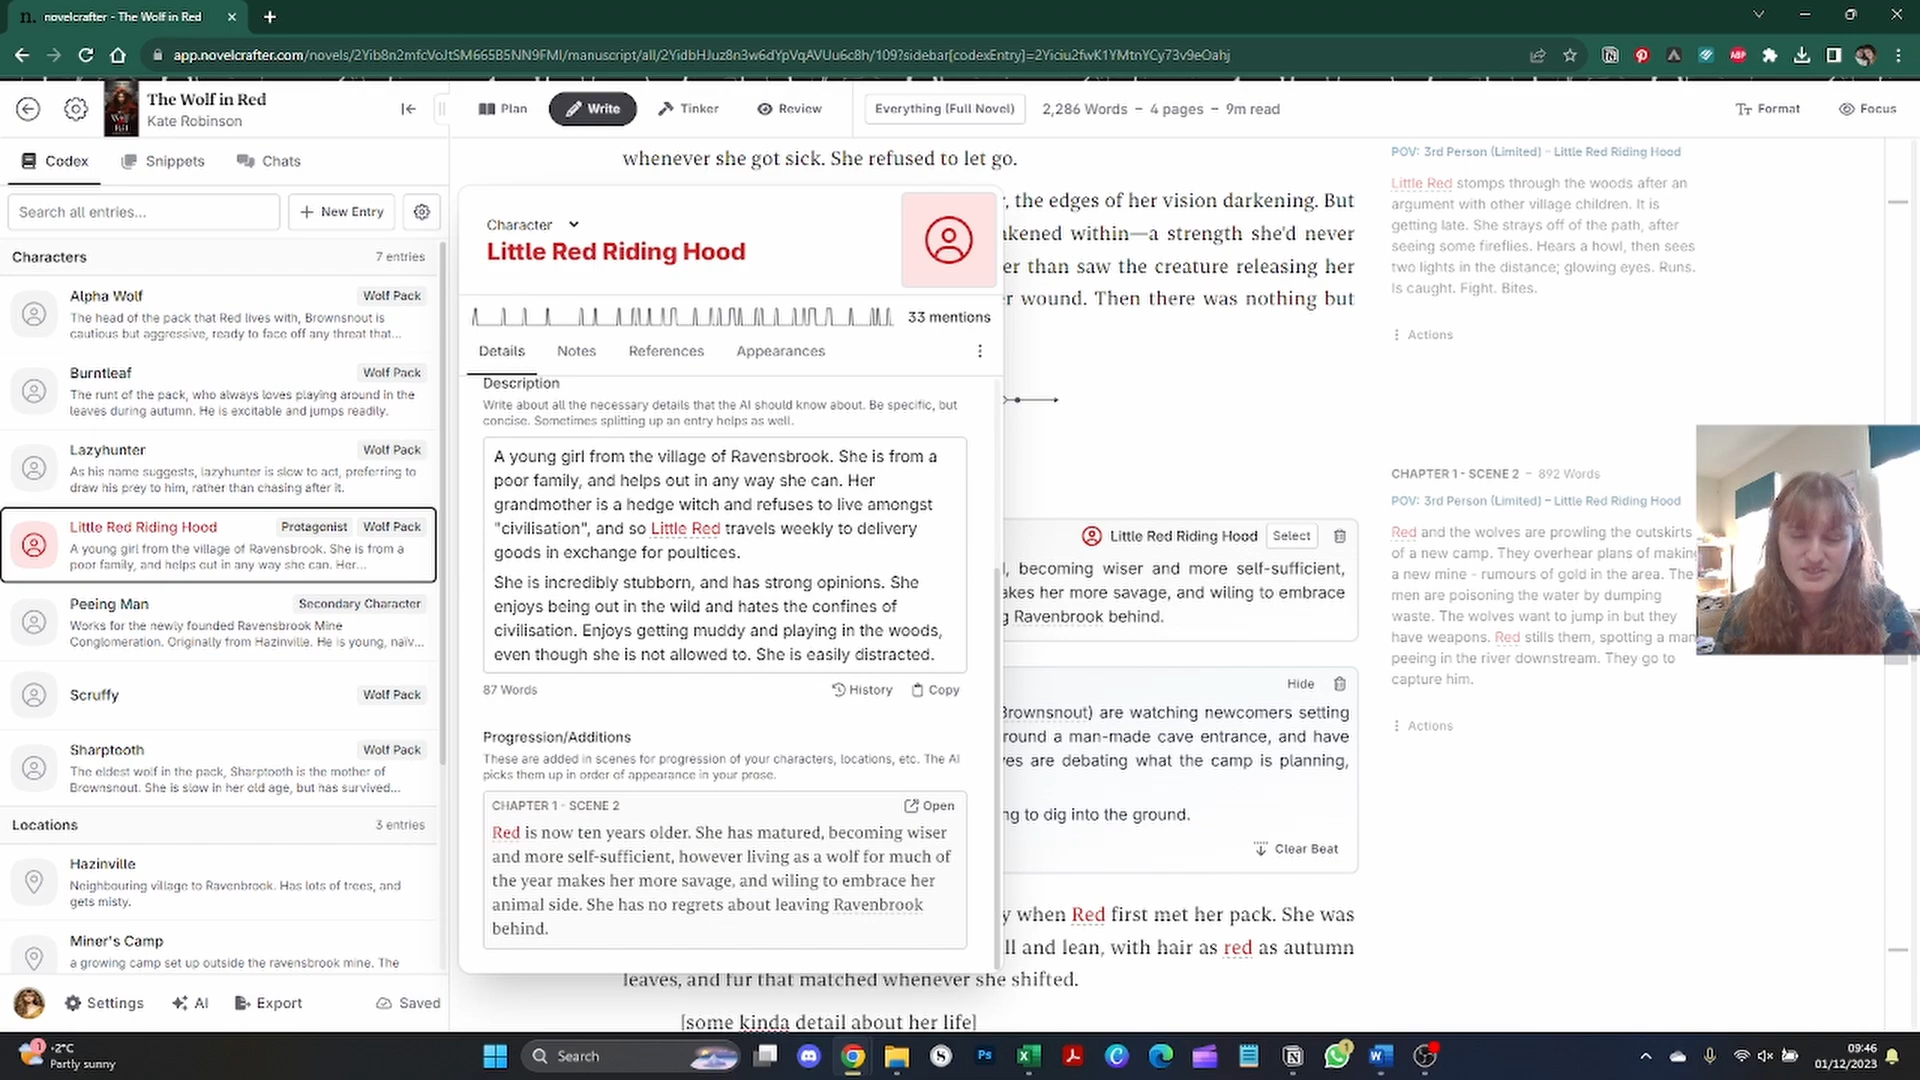 novelcrafter - The Wolf in Red
app.novelcrafter.com/novels/2Yib8n2mfcVoJtSM665B5NN9FMI/manuscript/all/2YidbHJuz8n3w6dYpVqAVUu6c8h/109?sidebar[codexEntry]=2Yiciu2fwK1YMtnYCy73v9eOahj
The Wolf in Red
Kate Robinson
Plan
Write
Tinker
Review
Everything (Full Novel)
2,286 Words – 4 pages – 9m read
Format
Focus
Codex
Snippets
Chats
Search all entries...
New Entry
Characters
7 entries
Alpha Wolf
Wolf Pack
The head of the pack that Red lives with, Brownsnout is
cautious but aggressive, ready to face off any threat that...
Burntleaf
Wolf Pack
The runt of the pack, who always loves playing around in the
leaves during autumn. He is excitable and jumps readily.
Lazyhunter
Wolf Pack
As his name suggests, lazyhunter is slow to act, preferring to
draw his prey to him, rather than chasing after it.
Little Red Riding Hood
Protagonist
Wolf Pack
A young girl from the village of Ravensbrook. She is from a
poor family, and helps out in any way she can. Her...
Peeing Man
Secondary Character
Works for the newly founded Ravensbrook Mine
Conglomeration. Originally from Hazinville. He is young, naïv...
Scruffy
Wolf Pack
Sharptooth
Wolf Pack
The eldest wolf in the pack, Sharptooth is the mother of
Brownsnout. She is slow in her old age, but has survived...
Locations
3 entries
Hazinville
Neighbouring village to Ravenbrook. Has lots of trees, and
gets misty.
Miner's Camp
a growing camp set up outside the ravensbrook mine. The
Settings
AI
Export
Saved
Character
Little Red Riding Hood
33 mentions
Details
Notes
References
Appearances
Description
Write about all the necessary details that the AI should know about. Be specific, but
concise. Sometimes splitting up an entry helps as well.
A young girl from the village of Ravensbrook. She is from a
poor family, and helps out in any way she can. Her
grandmother is a hedge witch and refuses to live amongst
"civilisation", and so Little Red travels weekly to delivery
goods in exchange for poultices.
She is incredibly stubborn, and has strong opinions. She
enjoys being out in the wild and hates the confines of
civilisation. Enjoys getting muddy and playing in the woods,
even though she is not allowed to. She is easily distracted.
87 Words
History
Copy
Progression/Additions
These are added in scenes for progression of your characters, locations, etc. The AI
picks them up in order of appearance in your prose.
CHAPTER 1 - SCENE 2
Open
Red is now ten years older. She has matured, becoming wiser
and more self-sufficient, however living as a wolf for much of
the year makes her more savage, and wiling to embrace her
animal side. She has no regrets about leaving Ravenbrook
behind.
whenever she got sick. She refused to let go.
, the edges of her vision darkening. But
akened within—a strength she'd never
er than saw the creature releasing her
r wound. Then there was nothing but
Little Red Riding Hood
Select
, becoming wiser and more self-sufficient,
akes her more savage, and wiling to embrace
g Ravenbrook behind.
Hide
Brownsnout) are watching newcomers setting
round a man-made cave entrance, and have
ves are debating what the camp is planning,
ng to dig into the ground.
Clear Beat
y when Red first met her pack. She was
ll and lean, with hair as red as autumn
leaves, and fur that matched whenever she shifted.
[some kinda detail about her life]
POV: 3rd Person (Limited) - Little Red Riding Hood
Little Red stomps through the woods after an
argument with other village children. It is
getting late. She strays off of the path, after
seeing some fireflies. Hears a howl, then sees
two lights in the distance; glowing eyes. Runs.
Is caught. Fight. Bites.
Actions
CHAPTER 1 - SCENE 2 – 892 Words
POV: 3rd Person (Limited) - Little Red Riding Hood
Red and the wolves are prowling the outskirts
of a new camp. They overhear plans of making
a new mine - rumours of gold in the area. The
men are poisoning the water by dumping
waste. The wolves want to jump in but they
have weapons. Red stills them, spotting a man
peeing in the river downstream. They go to
capture him.
Actions
1
-2°C
Partly sunny
Search
09:46
01/12/2023